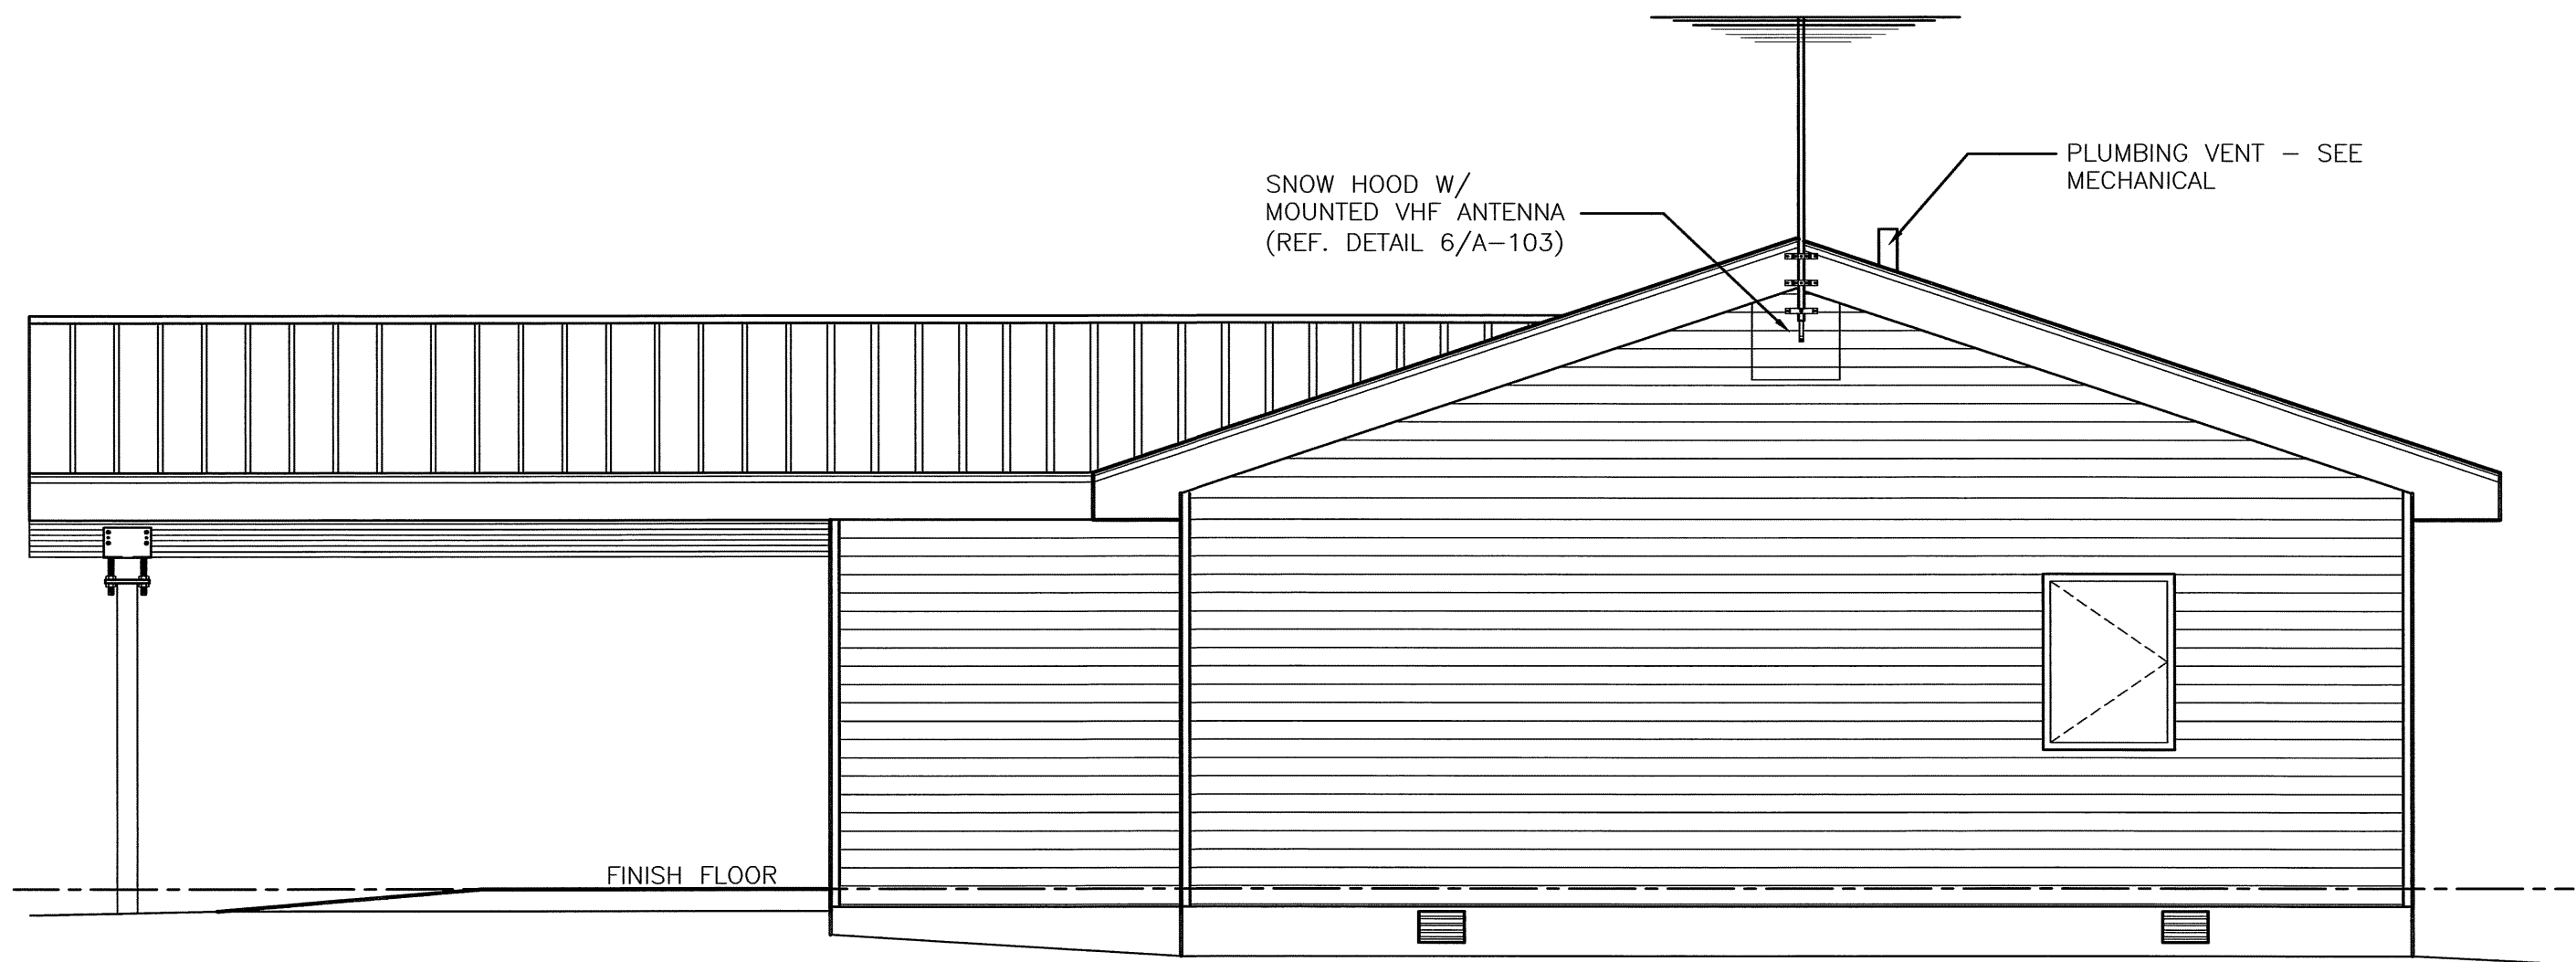 SNOW HOOD W/
MOUNTED VHF ANTENNA
(REF. DETAIL 6/A-103)
PLUMBING VENT – SEE
MECHANICAL
FINISH FLOOR